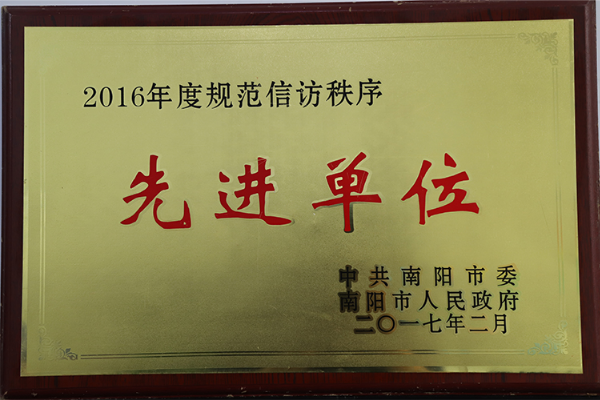 2016年度规范信访秩序
先进单位
中共南阳市委
南阳市人民政府
二〇一七年二月